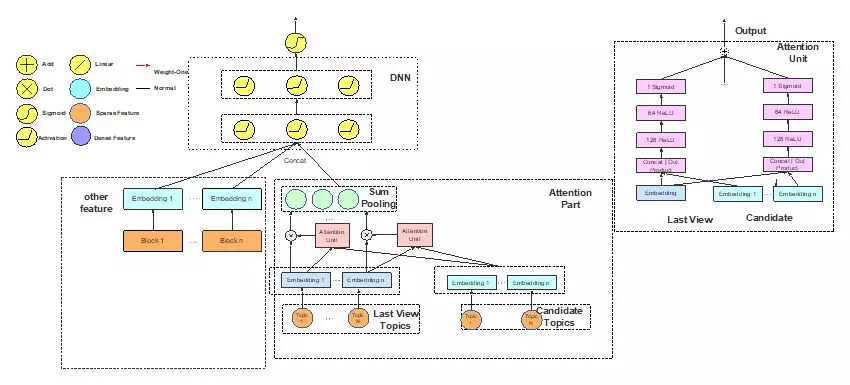 Add
Linear
Weight-One
Dot
Embedding
Normal
Sigmoid
Sparse Feature
Activation
Dense Feature
DNN
Concat
other
feature
Embedding 1
...
Embedding n
Block 1
...
Block n
Sum
Pooling
Attention
Part
...
Attention
Unit
Attention
Unit
Embedding 1
...
Embedding n
Embedding 1
...
Embedding n
Topic
1
...
Topic
N
Last View
Topics
Topic
1
Topic
N
Candidate
Topics
Output
Attention
Unit
+
...
1 Sigmoid
1 Sigmoid
64 ReLU
64 ReLU
128 ReLU
128 ReLU
Concat | Out
Product
Concat | Out
Product
Embedding
Embedding 1
...
Embedding n
Last View
Candidate